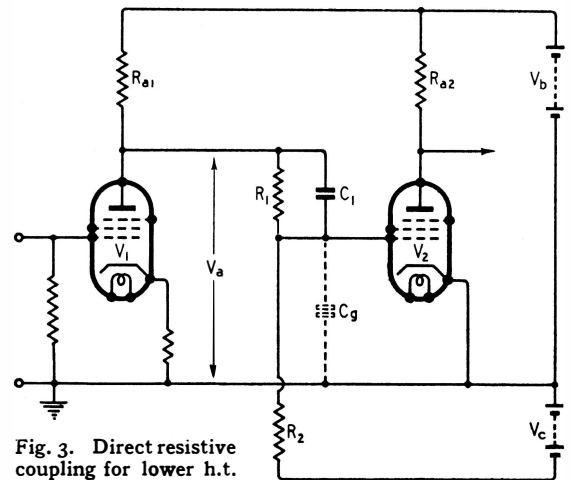 Ra1
Ra2
Vb
R1
C1
V1
Va
V2
Cg
R2
Vc
Fig. 3. Direct resistive
coupling for lower h.t.